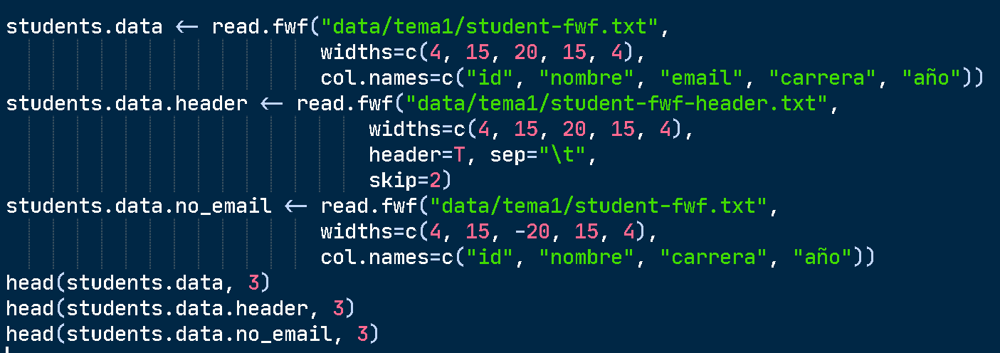 students.data <- read.fwf("data/tema1/student-fwf.txt",
widths=c(4, 15, 20, 15, 4),
col.names=c("id", "nombre", "email", "carrera", "año"))
students.data.header <- read.fwf("data/tema1/student-fwf-header.txt",
widths=c(4, 15, 20, 15, 4),
header=T, sep="\t",
skip=2)
students.data.no_email <- read.fwf("data/tema1/student-fwf.txt",
widths=c(4, 15, -20, 15, 4),
col.names=c("id", "nombre", "carrera", "año"))
head(students.data, 3)
head(students.data.header, 3)
head(students.data.no_email, 3)